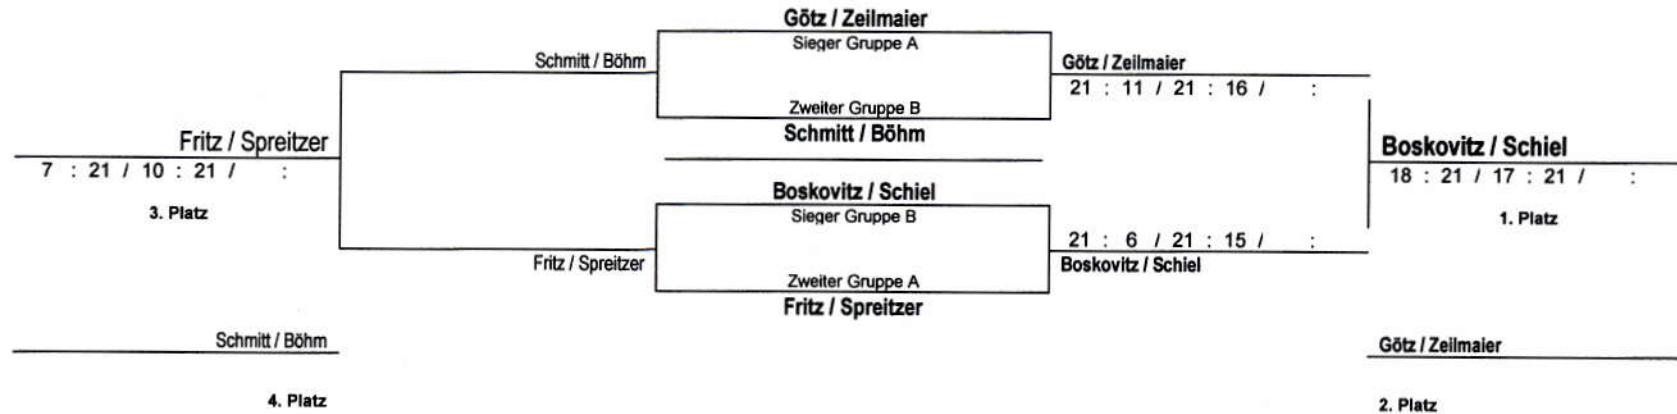 Götz / Zeilmaier
Sieger Gruppe A
Schmitt / Böhm
Götz / Zeilmaier
21 : 11 / 21 : 16 / :
Zweiter Gruppe B
Schmitt / Böhm
Fritz / Spreitzer
7 : 21 / 10 : 21 / :
3. Platz
Boskovitz / Schiel
18 : 21 / 17 : 21 / :
1. Platz
Boskovitz / Schiel
Sieger Gruppe B
21 : 6 / 21 : 15 / :
Fritz / Spreitzer
Boskovitz / Schiel
Zweiter Gruppe A
Fritz / Spreitzer
Schmitt / Böhm
4. Platz
Götz / Zeilmaier
2. Platz